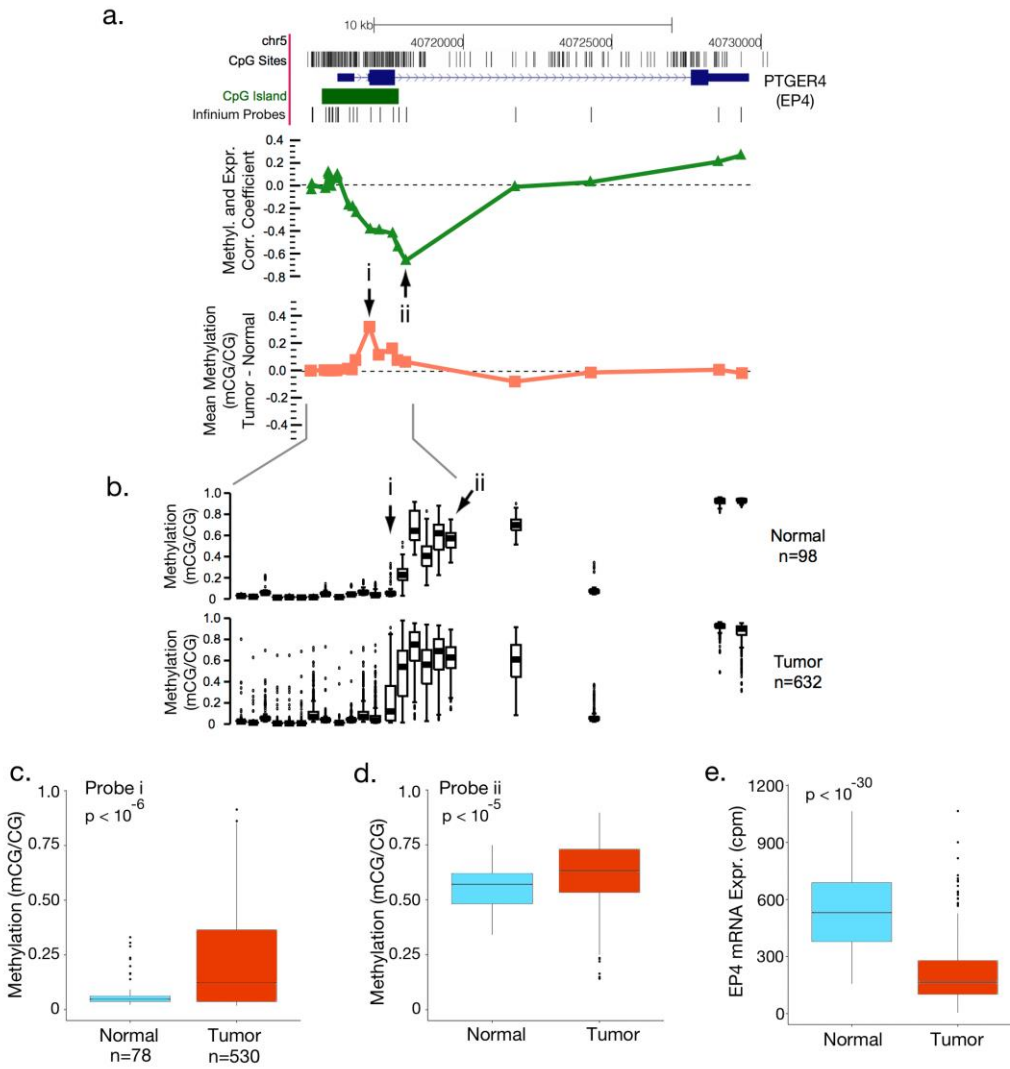 a.
10 kb
chr5
40720000
40725000
40730000
CpG Sites
PTGER4
(EP4)
CpG Island
Infinium Probes
Methyl. and Expr.
Corr. Coefficient
0.4
0.2
0.0
-0.2
-0.4
-0.6
-0.8
i
ii
Mean Methylation
(mCG/CG)
Tumor - Normal
0.4
0.2
0.0
-0.2
-0.4
b.
i
ii
Methylation
(mCG/CG)
1.0
0.8
0.6
0.4
0.2
0
Normal
n=98
Methylation
(mCG/CG)
1.0
0.8
0.6
0.4
0.2
0
Tumor
n=632
c.
Probe i
p < 10-6
Methylation (mCG/CG)
1.0
0.75
0.50
0.25
0
Normal
n=78
Tumor
n=530
d.
Probe ii
p < 10-5
Methylation (mCG/CG)
1.0
0.75
0.50
0.25
0
Normal
Tumor
e.
p < 10-30
EP4 mRNA Expr. (cpm)
1200
900
600
300
0
Normal
Tumor